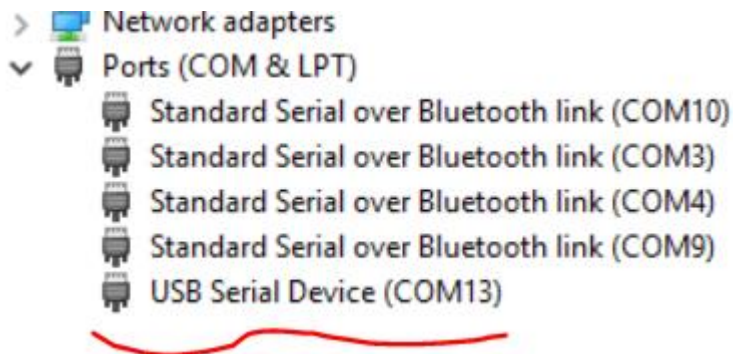 Network adapters
Ports (COM & LPT)
Standard Serial over Bluetooth link (COM10)
Standard Serial over Bluetooth link (COM3)
Standard Serial over Bluetooth link (COM4)
Standard Serial over Bluetooth link (COM9)
USB Serial Device (COM13)